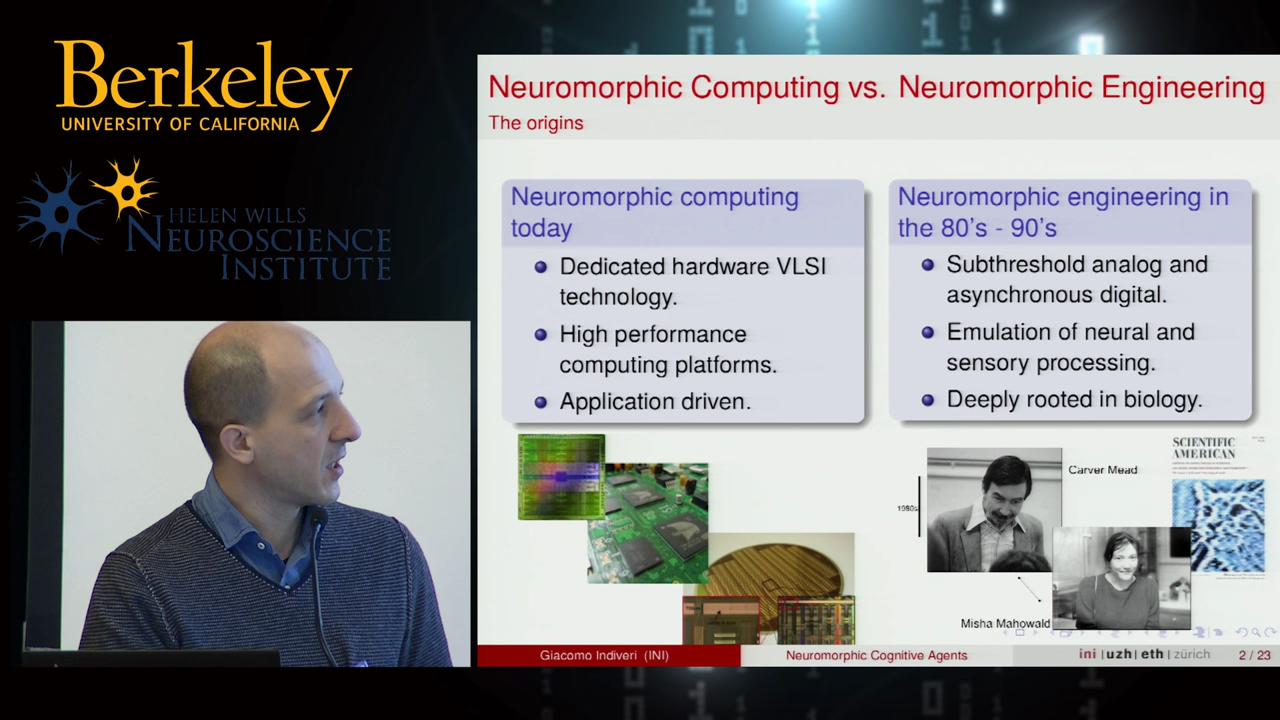 Berkeley
UNIVERSITY OF CALIFORNIA
HELEN WILLS
NEUROSCIENCE
INSTITUTE
Neuromorphic Computing vs. Neuromorphic Engineering
The origins
Neuromorphic computing
today
Dedicated hardware VLSI
technology.
High performance
computing platforms.
Application driven.
Neuromorphic engineering in
the 80's - 90's
Subthreshold analog and
asynchronous digital.
Emulation of neural and
sensory processing.
Deeply rooted in biology.
1980s
Carver Mead
SCIENTIFIC
AMERICAN
Misha Mahowald
Giacomo Indiveri (INI)
Neuromorphic Cognitive Agents
ini | uzh | eth | zürich
2 / 23